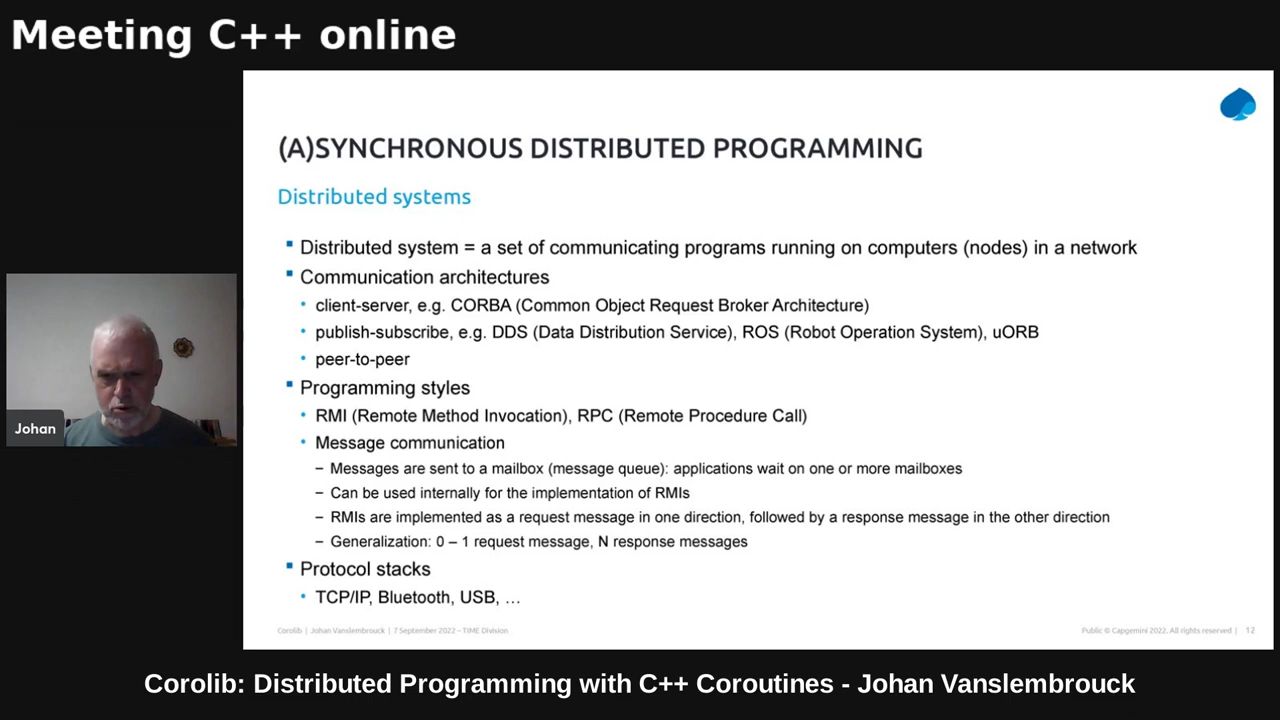 Meeting C++ online
(A)SYNCHRONOUS DISTRIBUTED PROGRAMMING
Distributed systems
▪ Distributed system = a set of communicating programs running on computers (nodes) in a network
▪ Communication architectures
• client-server, e.g. CORBA (Common Object Request Broker Architecture)
• publish-subscribe, e.g. DDS (Data Distribution Service), ROS (Robot Operation System), uORB
• peer-to-peer
▪ Programming styles
• RMI (Remote Method Invocation), RPC (Remote Procedure Call)
• Message communication
– Messages are sent to a mailbox (message queue): applications wait on one or more mailboxes
– Can be used internally for the implementation of RMIs
– RMIs are implemented as a request message in one direction, followed by a response message in the other direction
– Generalization: 0 – 1 request message, N response messages
▪ Protocol stacks
• TCP/IP, Bluetooth, USB, …
Corolib | Johan Vanslembrouck | 7 September 2022 – TIME Division
Public © Capgemini 2022. All rights reserved | 12
Johan
Corolib: Distributed Programming with C++ Coroutines - Johan Vanslembrouck